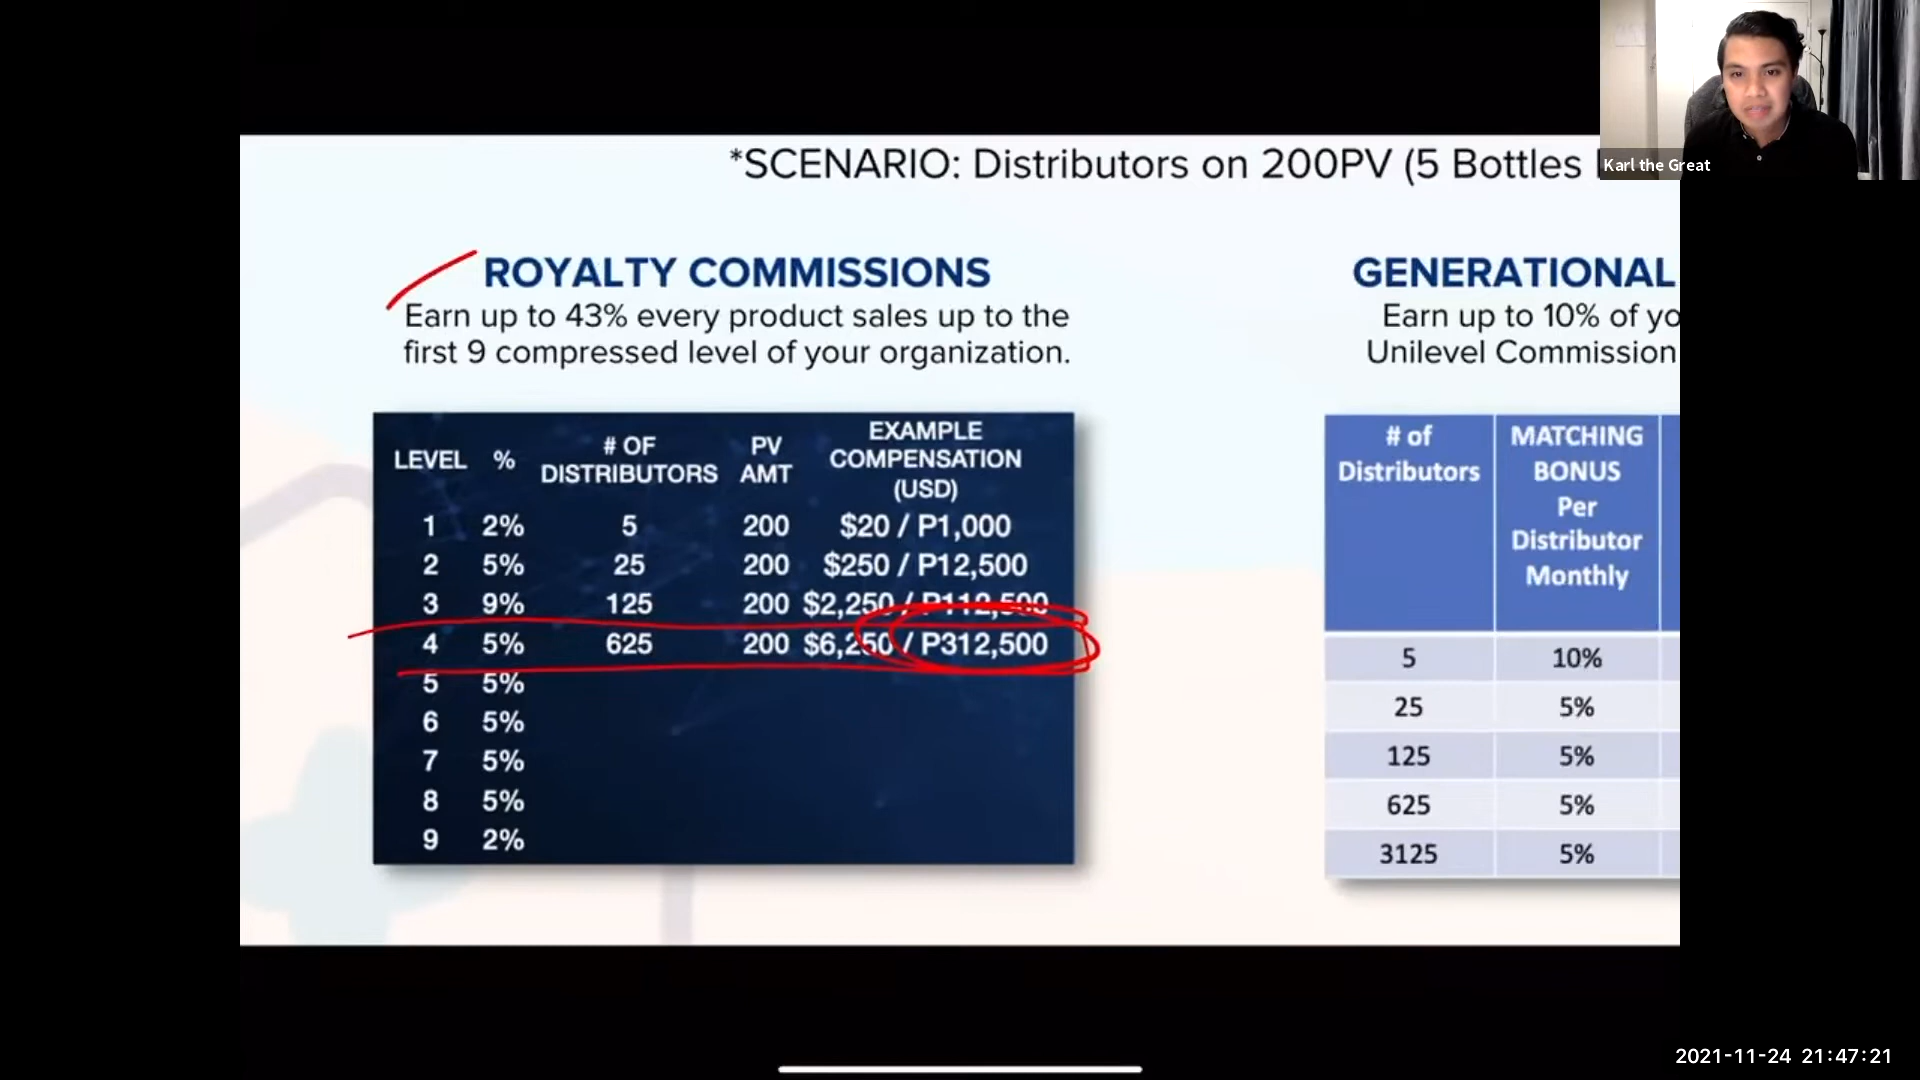 *SCENARIO: Distributors on 200PV (5 Bottles
Karl the Great
ROYALTY COMMISSIONS
Earn up to 43% every product sales up to the
first 9 compressed level of your organization.
LEVEL % # OF DISTRIBUTORS PV AMT EXAMPLE COMPENSATION (USD)
1 2% 5 200 $20 / P1,000
2 5% 25 200 $250 / P12,500
3 9% 125 200 $2,250 / P112,500
4 5% 625 200 $6,250 / P312,500
5 5%
6 5%
7 5%
8 5%
9 2%
GENERATIONAL
Earn up to 10% of yo
Unilevel Commission
# of Distributors MATCHING BONUS Per Distributor Monthly
5 10%
25 5%
125 5%
625 5%
3125 5%
2021-11-24 21:47:21